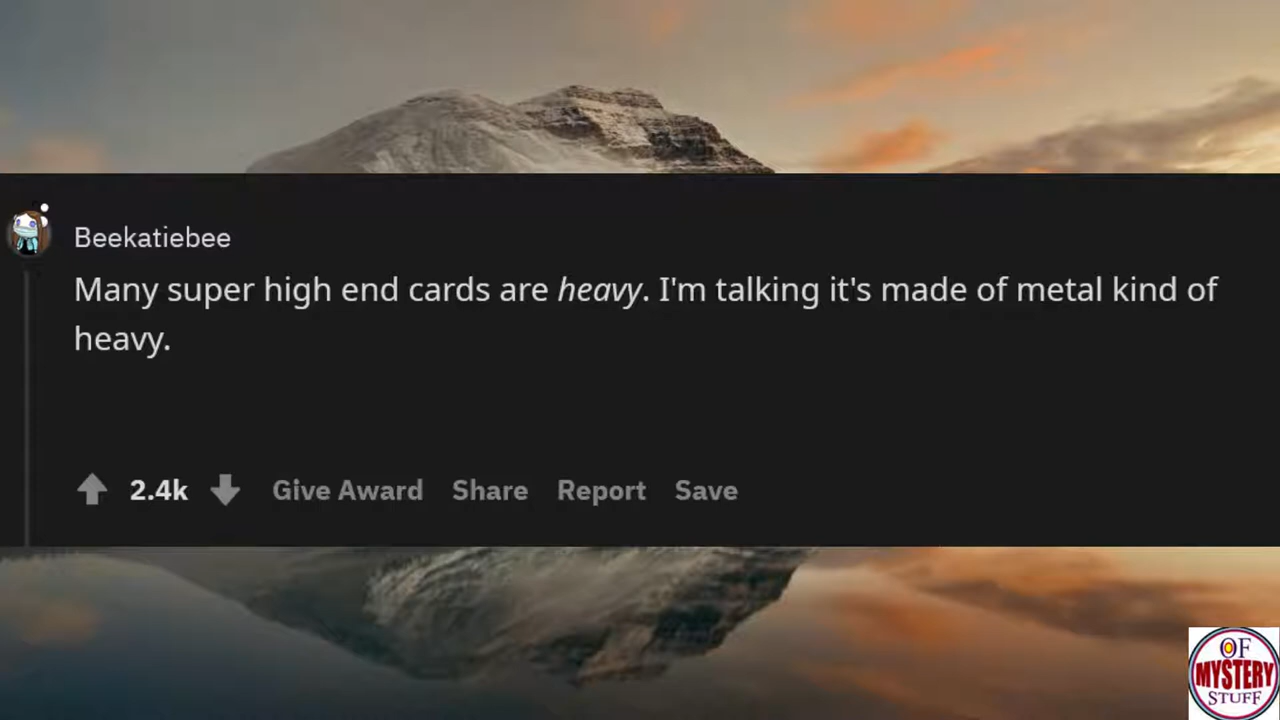 Beekatiebee
Many super high end cards are heavy. I'm talking it's made of metal kind of
heavy.
2.4k Give Award Share Report Save
OF
MYSTERY
STUFF